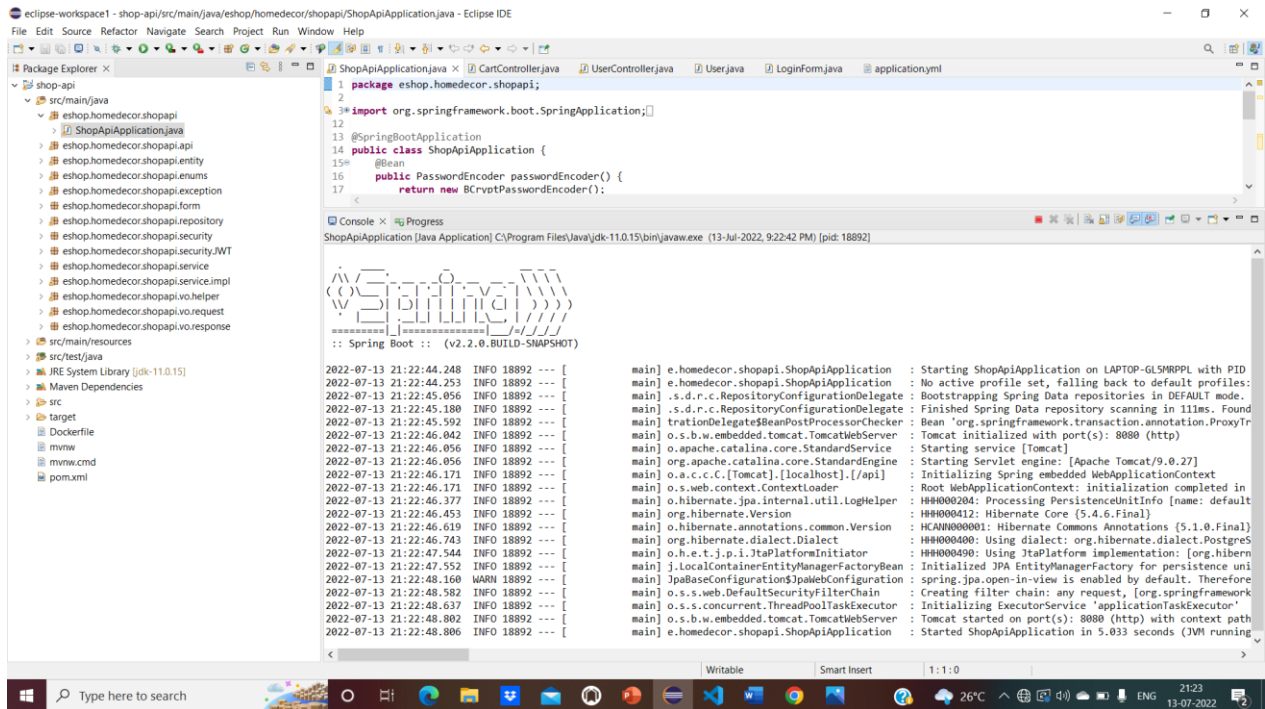 eclipse-workspace1 - shop-api/src/main/java/eshop/homedecor/shopapi/ShopApiApplication.java - Eclipse IDE
File Edit Source Refactor Navigate Search Project Run Window Help
Package Explorer
shop-api
src/main/java
eshop.homedecor.shopapi
ShopApiApplication.java
eshop.homedecor.shopapi.api
eshop.homedecor.shopapi.entity
eshop.homedecor.shopapi.enums
eshop.homedecor.shopapi.exception
eshop.homedecor.shopapi.form
eshop.homedecor.shopapi.repository
eshop.homedecor.shopapi.security
eshop.homedecor.shopapi.security.JWT
eshop.homedecor.shopapi.service
eshop.homedecor.shopapi.service.impl
eshop.homedecor.shopapi.vo.helper
eshop.homedecor.shopapi.vo.request
eshop.homedecor.shopapi.vo.response
src/main/resources
src/test/java
JRE System Library [jdk-11.0.15]
Maven Dependencies
src
target
Dockerfile
mvnw
mvnw.cmd
pom.xml
ShopApiApplication.java CartController.java UserController.java User.java LoginForm.java application.yml
1 package eshop.homedecor.shopapi;
2
3 import org.springframework.boot.SpringApplication;
12
13 @SpringBootApplication
14 public class ShopApiApplication {
15 @Bean
16 public PasswordEncoder passwordEncoder() {
17 return new BCryptPasswordEncoder();
Console Progress
ShopApiApplication [Java Application] C:\Program Files\Java\jdk-11.0.15\bin\javaw.exe (13-Jul-2022, 9:22:42 PM) [pid: 18892]
Spring
:: Spring Boot :: (v2.2.0.BUILD-SNAPSHOT)
2022-07-13 21:22:44.248 INFO 18892 --- [ main] e.homedecor.shopapi.ShopApiApplication : Starting ShopApiApplication on LAPTOP-GL5MRPPL with PID
2022-07-13 21:22:44.253 INFO 18892 --- [ main] e.homedecor.shopapi.ShopApiApplication : No active profile set, falling back to default profiles:
2022-07-13 21:22:45.056 INFO 18892 --- [ main] .s.d.r.c.RepositoryConfigurationDelegate : Bootstrapping Spring Data repositories in DEFAULT mode.
2022-07-13 21:22:45.180 INFO 18892 --- [ main] .s.d.r.c.RepositoryConfigurationDelegate : Finished Spring Data repository scanning in 111ms. Found
2022-07-13 21:22:45.592 INFO 18892 --- [ main] trationDelegate$BeanPostProcessorChecker : Bean 'org.springframework.transaction.annotation.ProxyTr
2022-07-13 21:22:46.042 INFO 18892 --- [ main] o.s.b.w.embedded.tomcat.TomcatWebServer : Tomcat initialized with port(s): 8080 (http)
2022-07-13 21:22:46.056 INFO 18892 --- [ main] o.apache.catalina.core.StandardService : Starting service [Tomcat]
2022-07-13 21:22:46.056 INFO 18892 --- [ main] org.apache.catalina.core.StandardEngine : Starting Servlet engine: [Apache Tomcat/9.0.27]
2022-07-13 21:22:46.171 INFO 18892 --- [ main] o.a.c.c.C.[Tomcat].[localhost].[/api] : Initializing Spring embedded WebApplicationContext
2022-07-13 21:22:46.171 INFO 18892 --- [ main] o.s.web.context.ContextLoader : Root WebApplicationContext: initialization completed in
2022-07-13 21:22:46.377 INFO 18892 --- [ main] o.hibernate.jpa.internal.util.LogHelper : HHH000204: Processing PersistenceUnitInfo [name: default
2022-07-13 21:22:46.453 INFO 18892 --- [ main] org.hibernate.Version : HHH000412: Hibernate Core {5.4.6.Final}
2022-07-13 21:22:46.619 INFO 18892 --- [ main] o.hibernate.annotations.common.Version : HCANN000001: Hibernate Commons Annotations {5.1.0.Final}
2022-07-13 21:22:46.743 INFO 18892 --- [ main] org.hibernate.dialect.Dialect : HHH000400: Using dialect: org.hibernate.dialect.PostgreS
2022-07-13 21:22:47.544 INFO 18892 --- [ main] o.h.e.t.j.p.i.JtaPlatformInitiator : HHH000490: Using JtaPlatform implementation: [org.hibern
2022-07-13 21:22:47.552 INFO 18892 --- [ main] j.LocalContainerEntityManagerFactoryBean : Initialized JPA EntityManagerFactory for persistence uni
2022-07-13 21:22:48.160 WARN 18892 --- [ main] JpaBaseConfiguration$JpaWebConfiguration : spring.jpa.open-in-view is enabled by default. Therefore
2022-07-13 21:22:48.582 INFO 18892 --- [ main] o.s.s.web.DefaultSecurityFilterChain : Creating filter chain: any request, [org.springframework
2022-07-13 21:22:48.637 INFO 18892 --- [ main] o.s.s.concurrent.ThreadPoolTaskExecutor : Initializing ExecutorService 'applicationTaskExecutor'
2022-07-13 21:22:48.802 INFO 18892 --- [ main] o.s.b.w.embedded.tomcat.TomcatWebServer : Tomcat started on port(s): 8080 (http) with context path
2022-07-13 21:22:48.806 INFO 18892 --- [ main] e.homedecor.shopapi.ShopApiApplication : Started ShopApiApplication in 5.033 seconds (JVM running
Writable Smart Insert 1 : 1 : 0
Type here to search 26°C ENG 21:23
13-07-2022